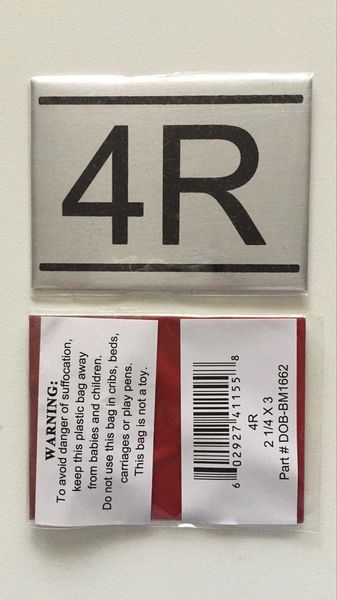 4R
WARNING:
To avoid danger of suffocation,
keep this plastic bag away
from babies and children.
Do not use this bag in cribs, beds,
carriages or play pens.
This bag is not a toy.
6 02927 41155 8
4R
2 1/4 X 3
Part # DOB-BM1662